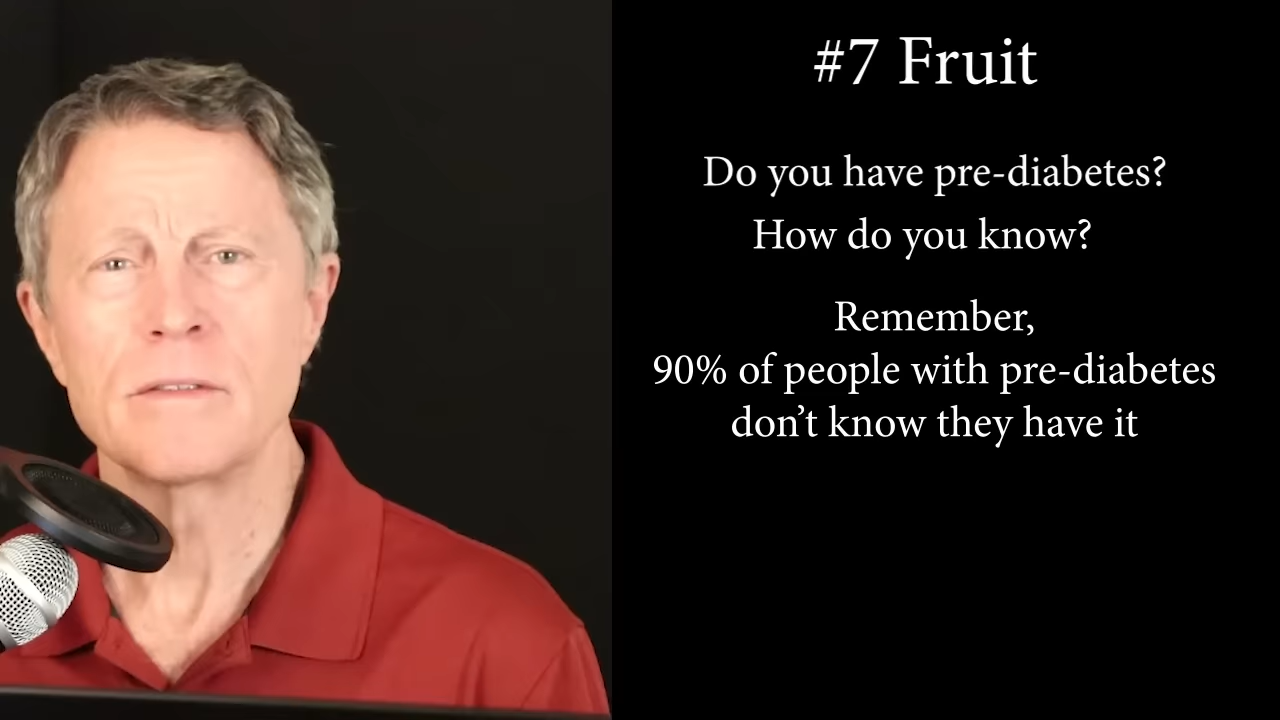 #7 Fruit
Do you have pre-diabetes?
How do you know?
Remember,
90% of people with pre-diabetes
don’t know they have it